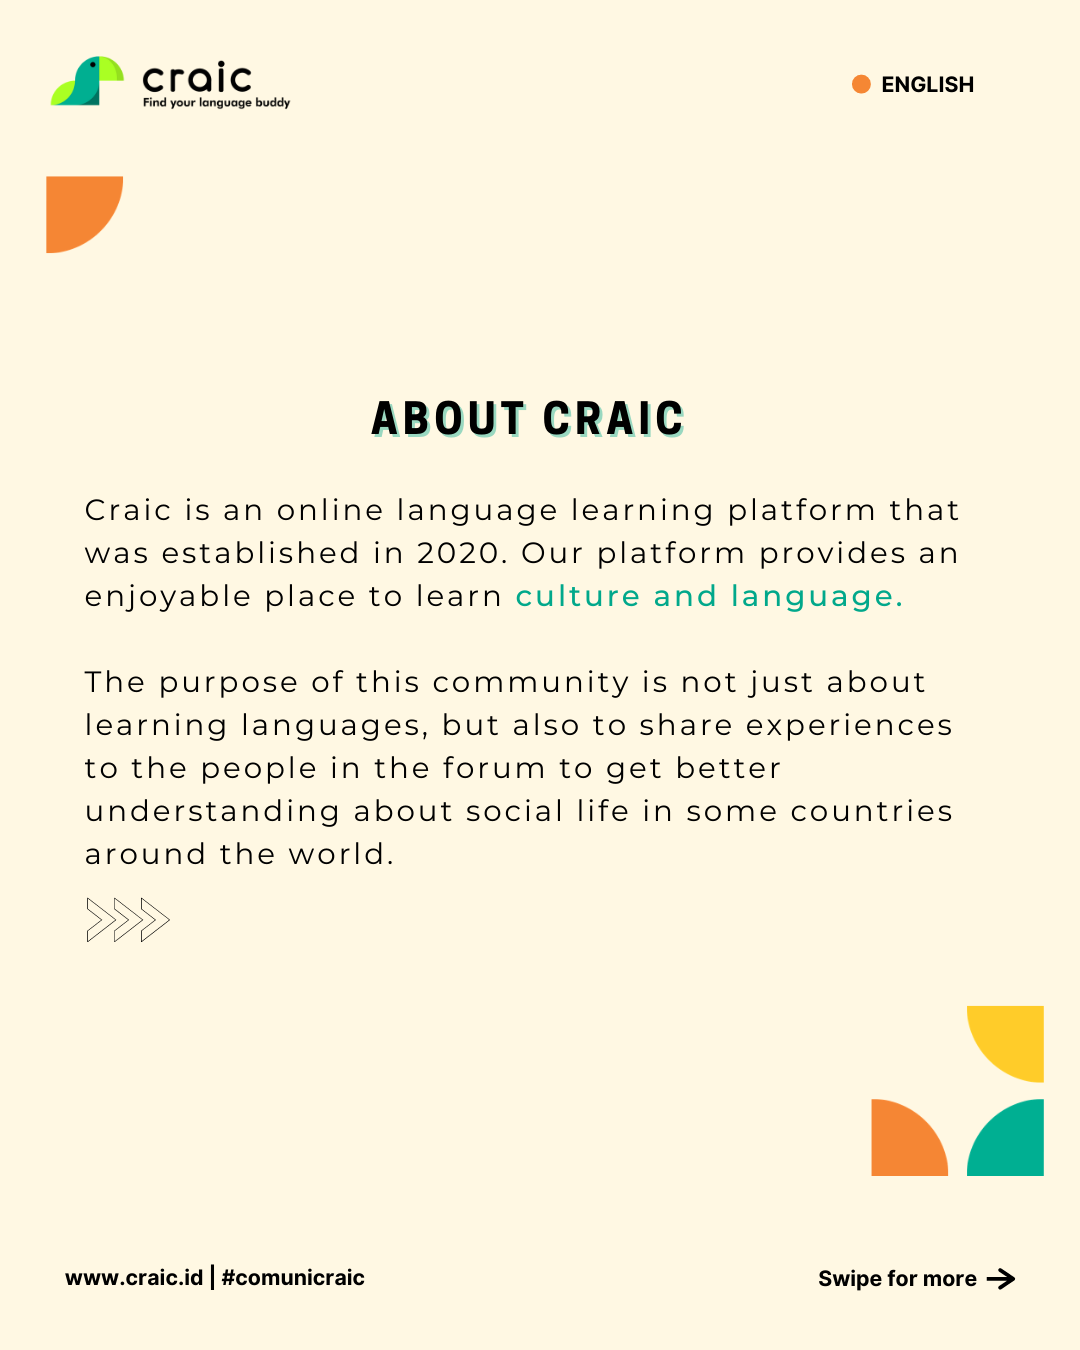 craic
Find your language buddy
ENGLISH
ABOUT CRAIC
Craic is an online language learning platform that
was established in 2020. Our platform provides an
enjoyable place to learn culture and language.
The purpose of this community is not just about
learning languages, but also to share experiences
to the people in the forum to get better
understanding about social life in some countries
around the world.
www.craic.id | #comunicraic
Swipe for more